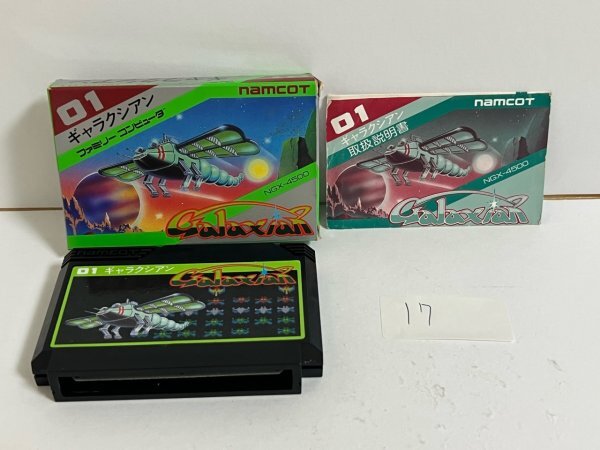 01
ギャラクシアン
ファミリーコンピュータ
namcoT
NGX-4500
Galaxian
01
ギャラクシアン
取扱説明書
namcoT
NGX-4500
Galaxian
namcoT
01 ギャラクシアン
Galaxian
17